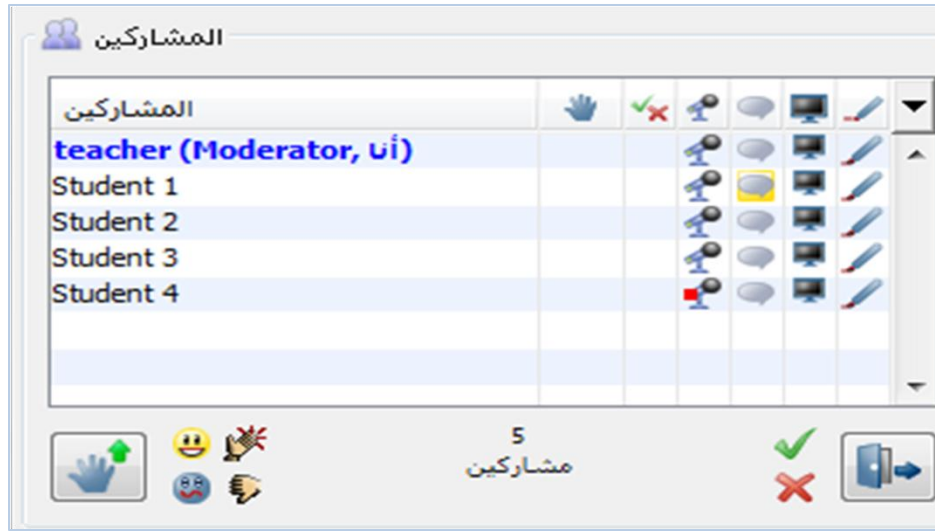 المشاركين
المشاركين
teacher (Moderator, أنا)
Student 1
Student 2
Student 3
Student 4
5
مشاركين